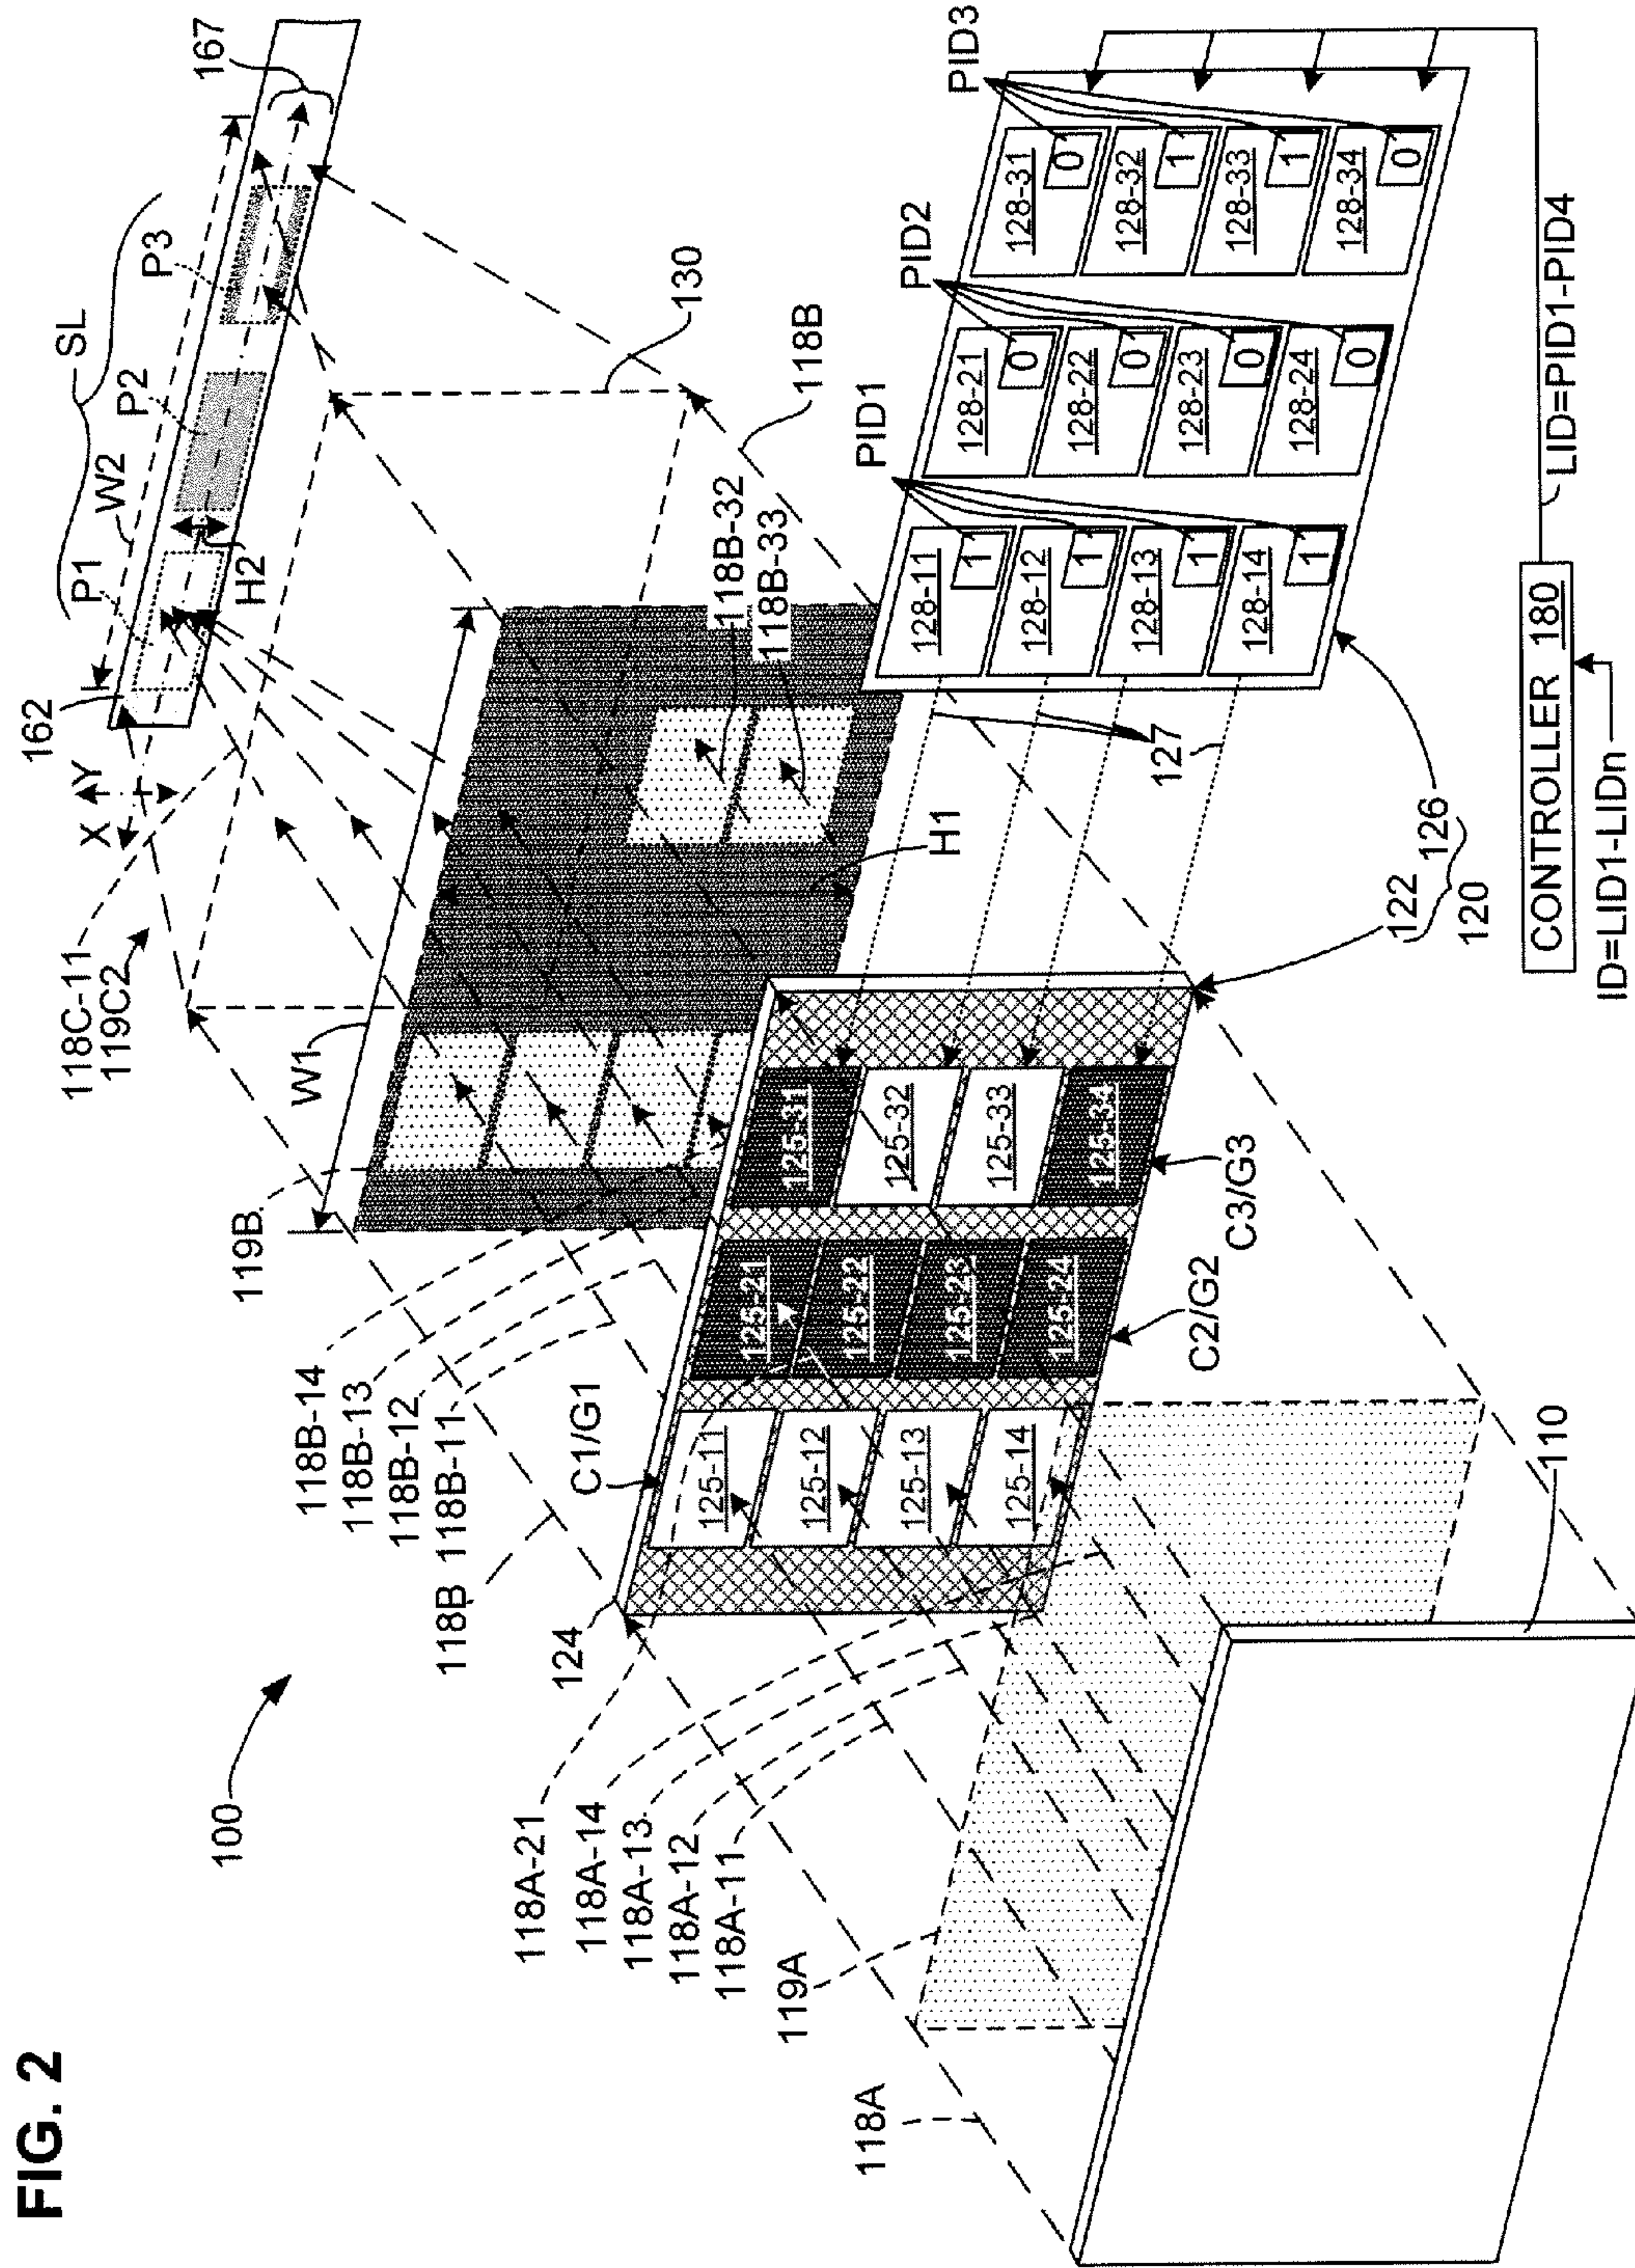 FIG. 2
100
118C-11
119C2
X
Y
162
P1
W2
P2
SL
P3
167
H2
W1
119B
118B-14
118B-13
118B-12
118B-11
118B
118B-32
118B-33
130
118B
H1
C1/G1
124
118A-21
118A-14
118A-13
118A-12
118A-11
119A
118A
125-11
125-12
125-13
125-14
125-21
125-22
125-23
125-24
125-31
125-32
125-33
125-34
C2/G2
C3/G3
110
127
PID1
PID2
PID3
128-11 1
128-12 1
128-13 1
128-14 1
128-21 0
128-22 0
128-23 0
128-24 0
128-31 0
128-32 1
128-33 1
128-34 0
122
126
120
CONTROLLER 180
LID=PID1-PID4
ID=LID1-LIDn